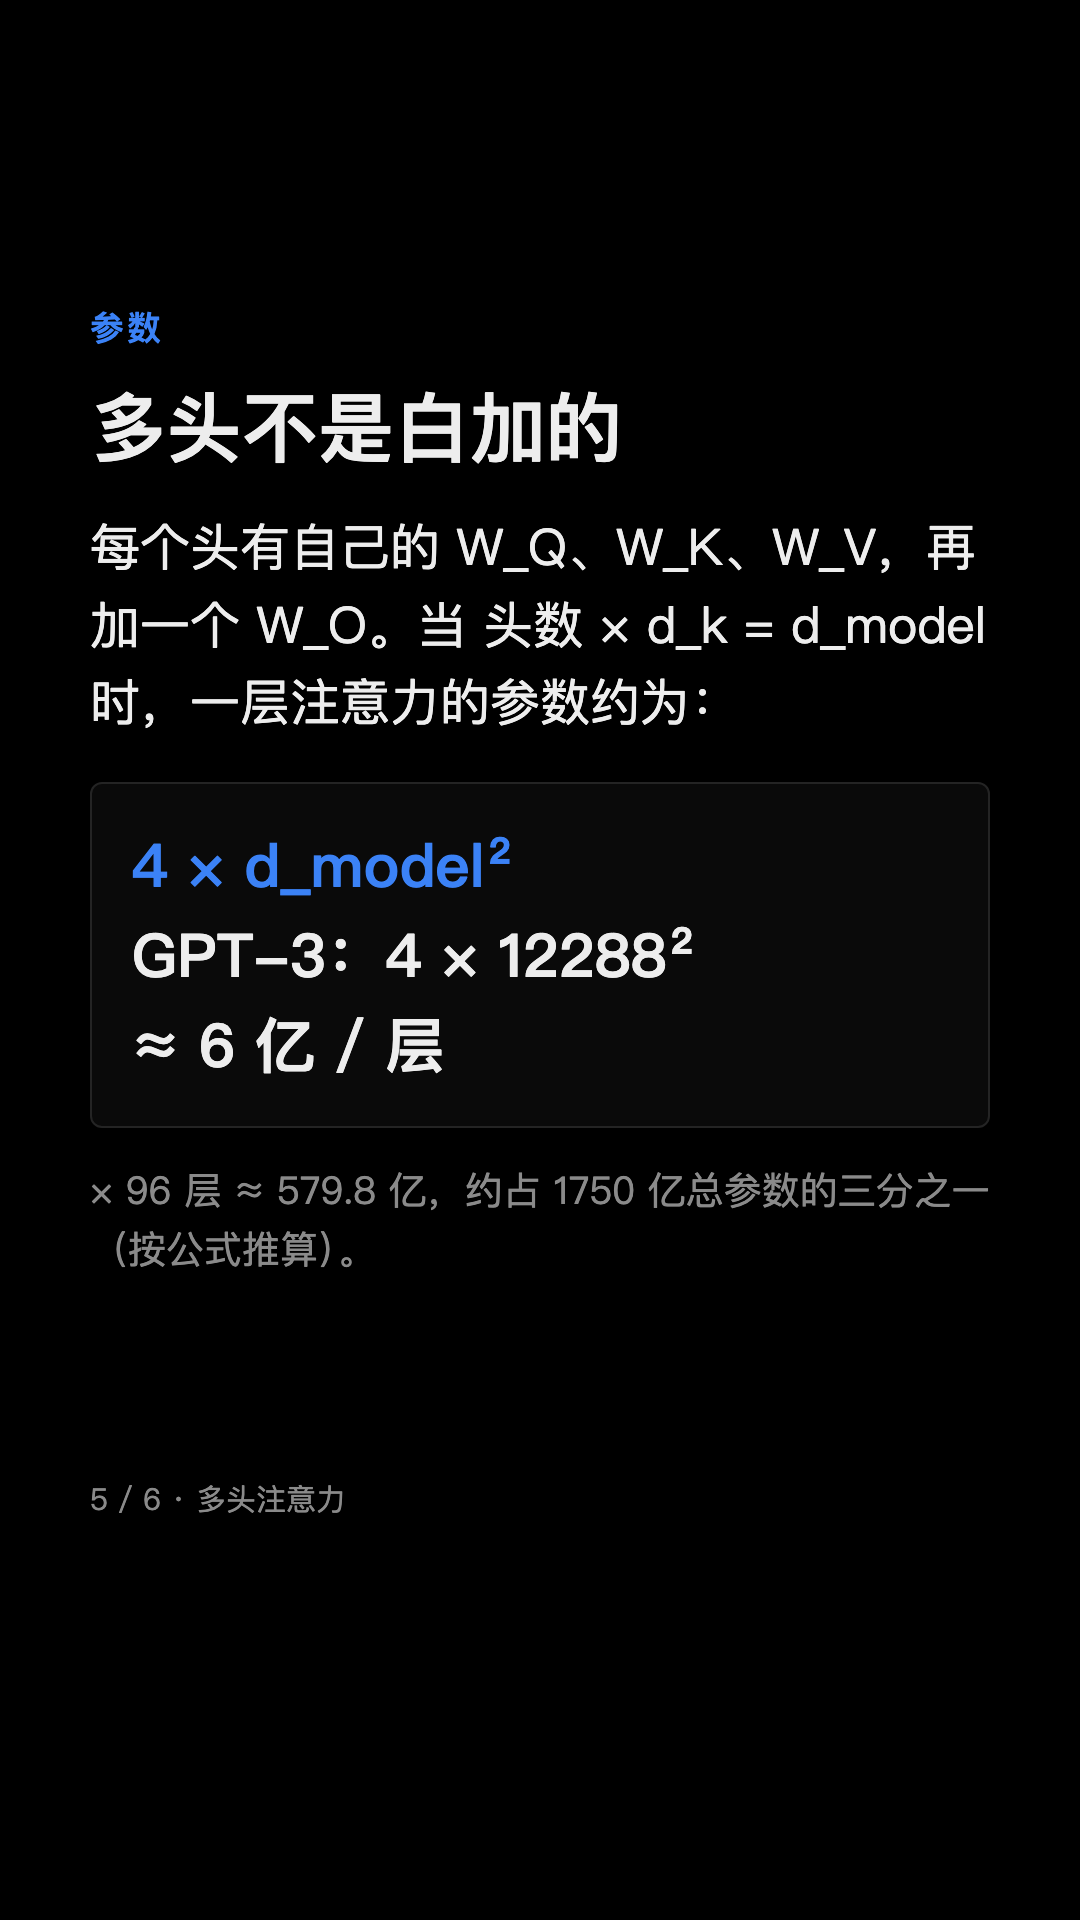 参数
多头不是白加的
每个头有自己的 W_Q、W_K、W_V，再
加一个 W_O。当 头数 × d_k = d_model
时，一层注意力的参数约为：
4 × d_model²
GPT-3：4 × 12288²
≈ 6 亿 / 层
× 96 层 ≈ 579.8 亿，约占 1750 亿总参数的三分之一
（按公式推算）。
5 / 6 · 多头注意力